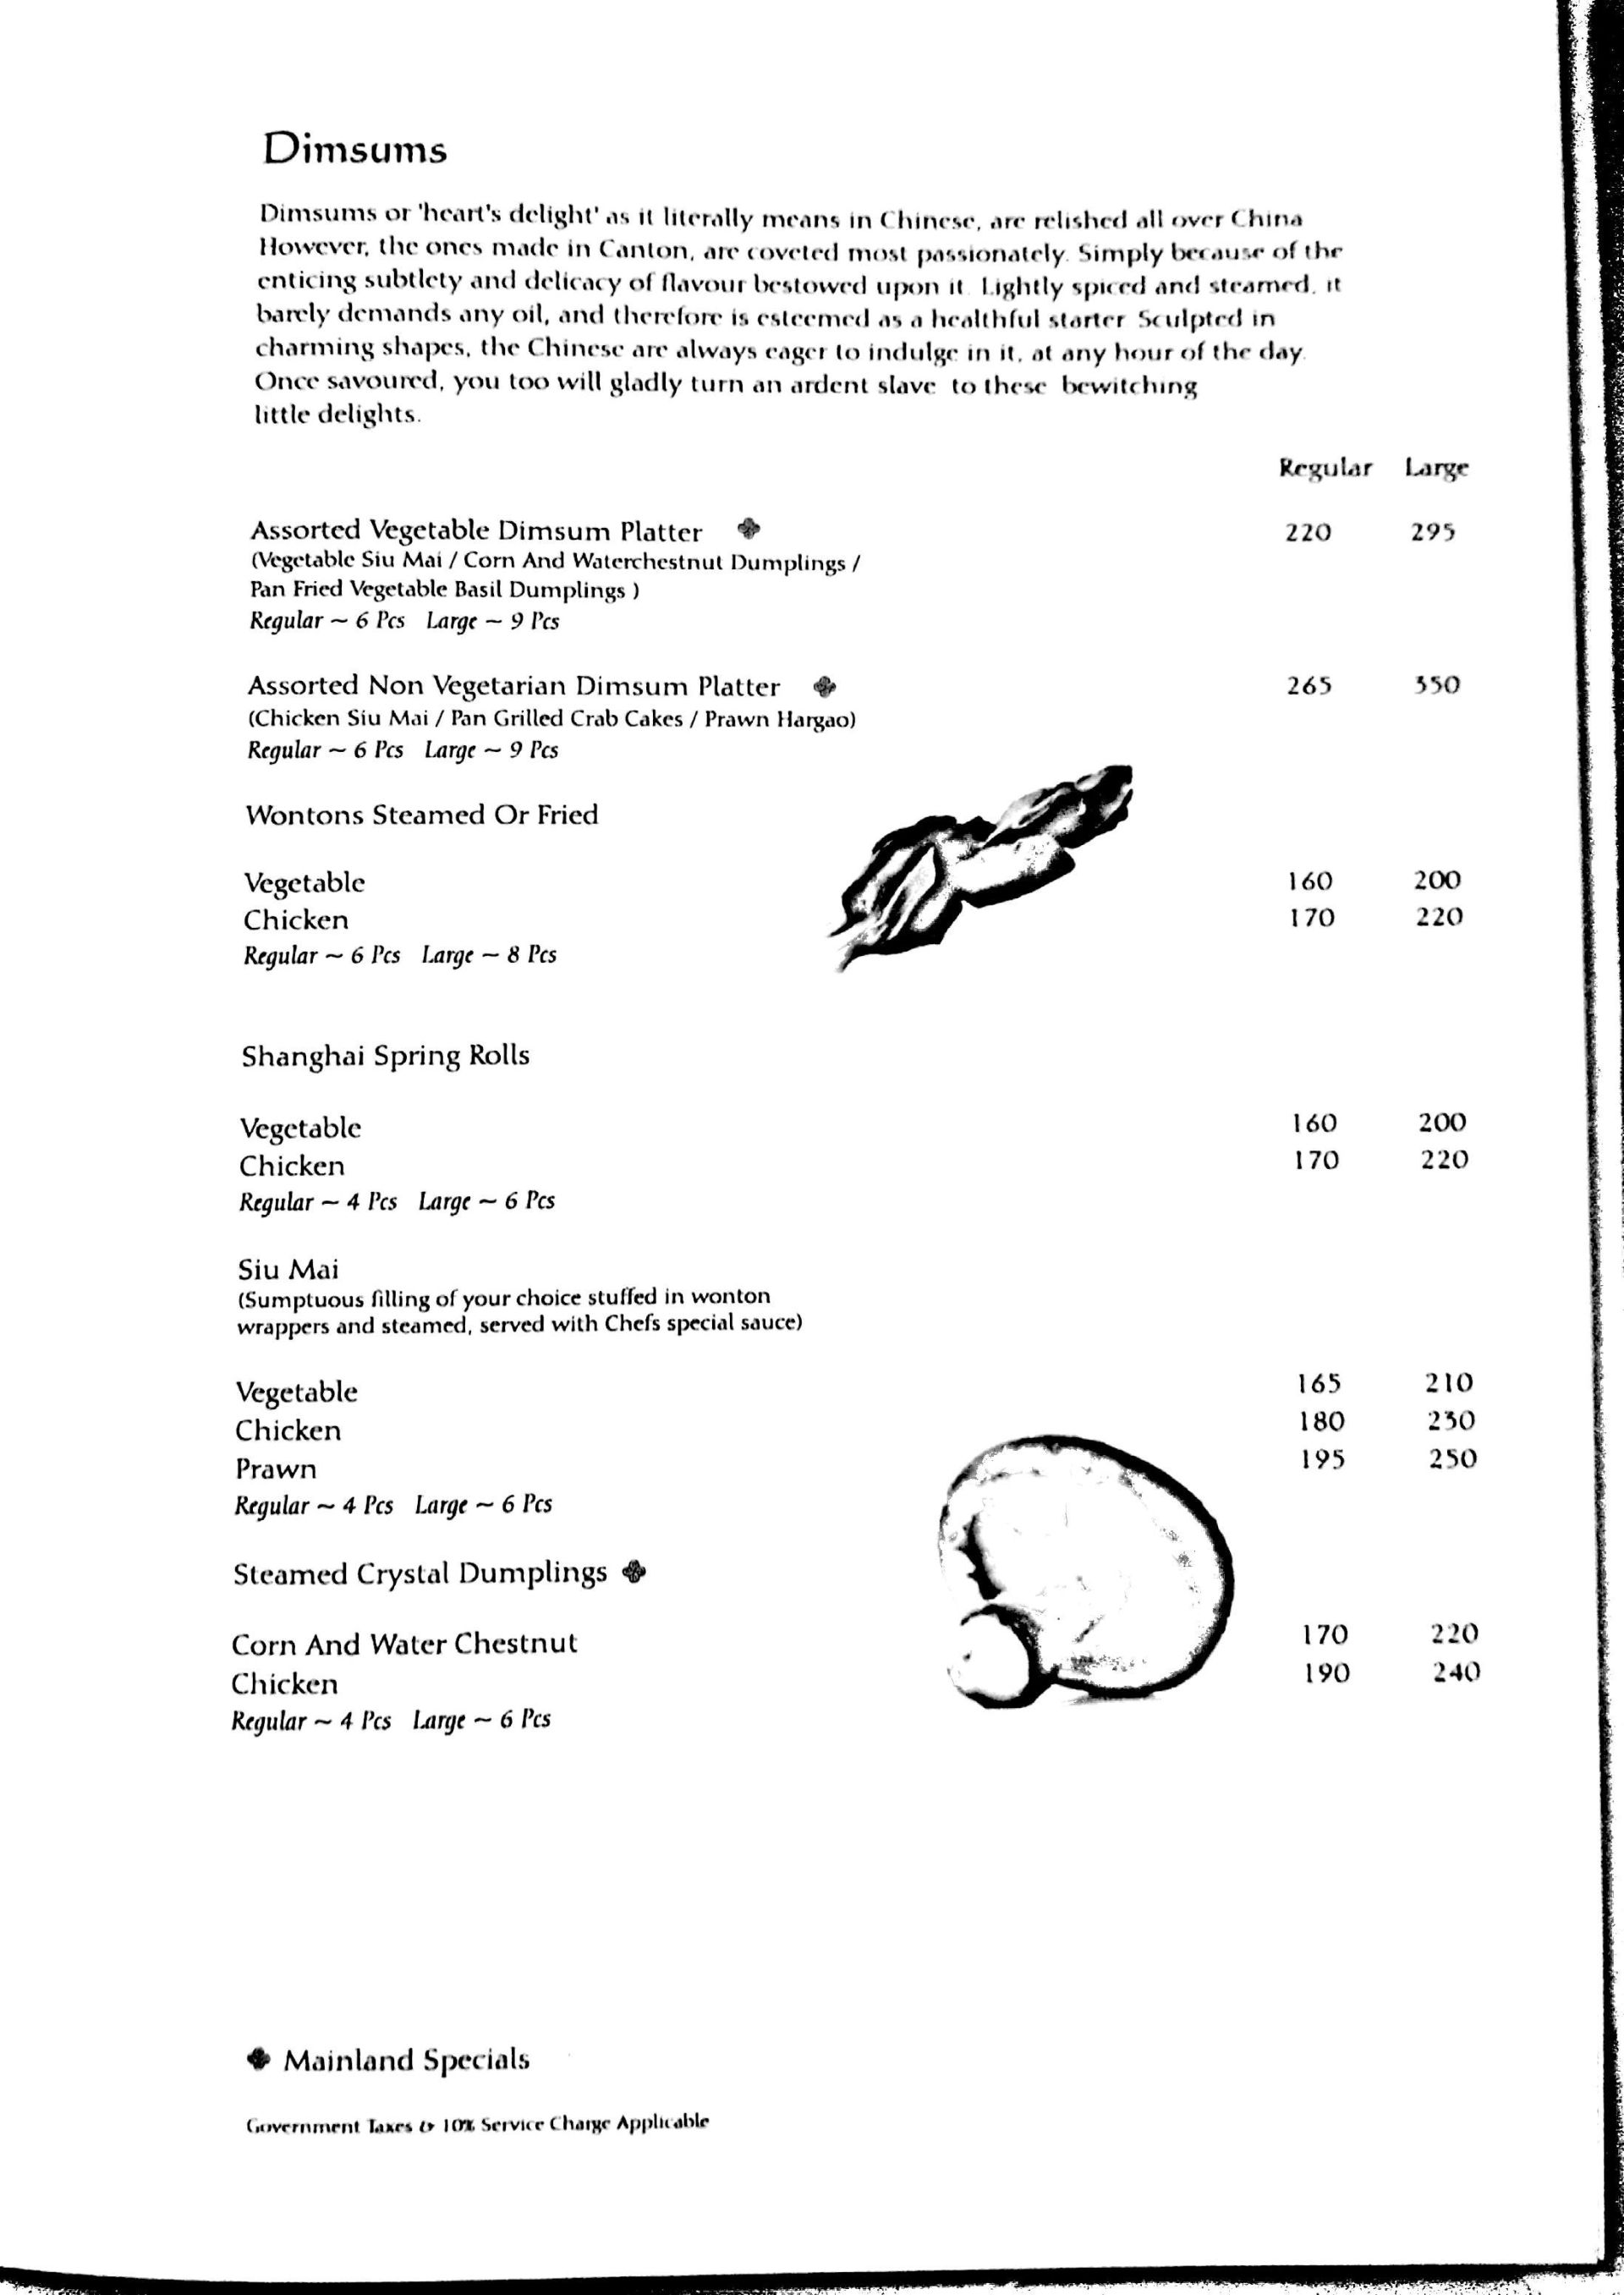 Dimsums
Dimsums or 'heart's delight' as it literally means in Chinese, are relished all over China
However, the ones made in Canton, are coveted most passionately. Simply because of the
enticing subtlety and delicacy of flavour bestowed upon it. Lightly spiced and steamed, it
barely demands any oil, and therefore is esteemed as a healthful starter Sculpted in
charming shapes, the Chinese are always eager to indulge in it, at any hour of the day.
Once savoured, you too will gladly turn an ardent slave to these bewitching
little delights.
Regular Large
Assorted Vegetable Dimsum Platter 220 295
(Vegetable Siu Mai / Corn And Waterchestnut Dumplings /
Pan Fried Vegetable Basil Dumplings )
Regular ~ 6 Pcs Large ~ 9 Pcs
Assorted Non Vegetarian Dimsum Platter 265 350
(Chicken Siu Mai / Pan Grilled Crab Cakes / Prawn Hargao)
Regular ~ 6 Pcs Large ~ 9 Pcs
Wontons Steamed Or Fried
Vegetable 160 200
Chicken 170 220
Regular ~ 6 Pcs Large ~ 8 Pcs
Shanghai Spring Rolls
Vegetable 160 200
Chicken 170 220
Regular ~ 4 Pcs Large ~ 6 Pcs
Siu Mai
(Sumptuous filling of your choice stuffed in wonton
wrappers and steamed, served with Chefs special sauce)
Vegetable 165 210
Chicken 180 230
Prawn 195 250
Regular ~ 4 Pcs Large ~ 6 Pcs
Steamed Crystal Dumplings
Corn And Water Chestnut 170 220
Chicken 190 240
Regular ~ 4 Pcs Large ~ 6 Pcs
Mainland Specials
Government Taxes & 10% Service Charge Applicable